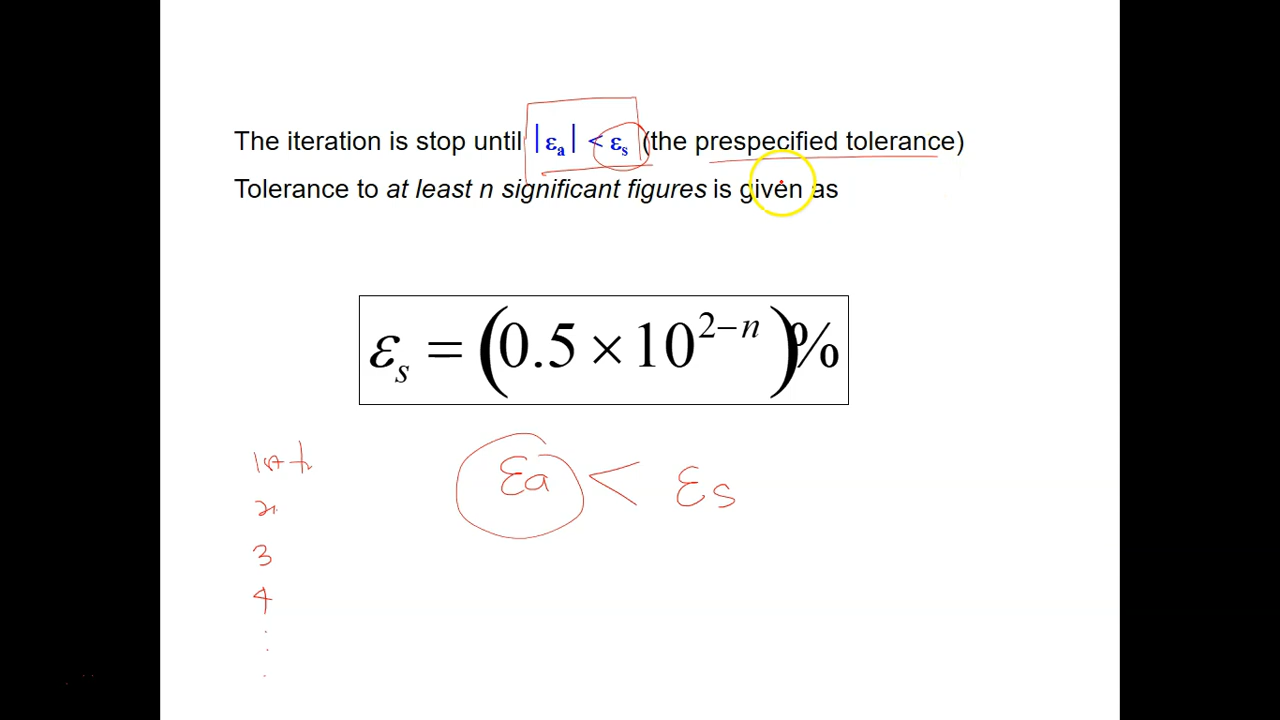 The iteration is stop until |εa| < εs (the prespecified tolerance)
Tolerance to at least n significant figures is given as
εs = (0.5 × 10^{2−n})%
1st
εa < εs
3
4